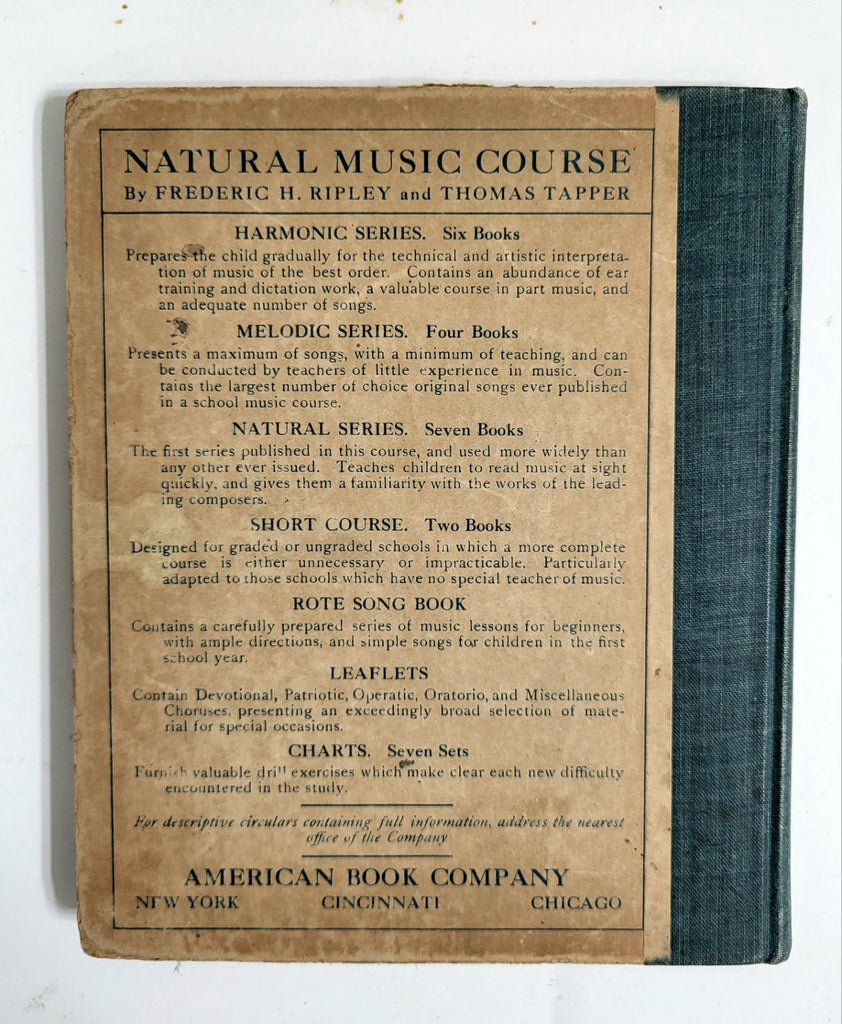 NATURAL MUSIC COURSE
By FREDERIC H. RIPLEY and THOMAS TAPPER
HARMONIC SERIES. Six Books
Prepares the child gradually for the technical and artistic interpreta-
tion of music of the best order. Contains an abundance of ear
training and dictation work, a valuable course in part music, and
an adequate number of songs.
MELODIC SERIES. Four Books
Presents a maximum of songs, with a minimum of teaching, and can
be conducted by teachers of little experience in music. Con-
tains the largest number of choice original songs ever published
in a school music course.
NATURAL SERIES. Seven Books
The first series published in this course, and used more widely than
any other ever issued. Teaches children to read music at sight
quickly, and gives them a familiarity with the works of the lead-
ing composers.
SHORT COURSE. Two Books
Designed for graded or ungraded schools in which a more complete
course is either unnecessary or impracticable. Particularly
adapted to those schools which have no special teacher of music.
ROTE SONG BOOK
Contains a carefully prepared series of music lessons for beginners,
with ample directions, and simple songs for children in the first
school year.
LEAFLETS
Contain Devotional, Patriotic, Operatic, Oratorio, and Miscellaneous
Choruses, presenting an exceedingly broad selection of mate-
rial for special occasions.
CHARTS. Seven Sets
Furnish valuable drill exercises which make clear each new difficulty
encountered in the study.
For descriptive circulars containing full information, address the nearest
office of the Company
AMERICAN BOOK COMPANY
NEW YORK CINCINNATI CHICAGO